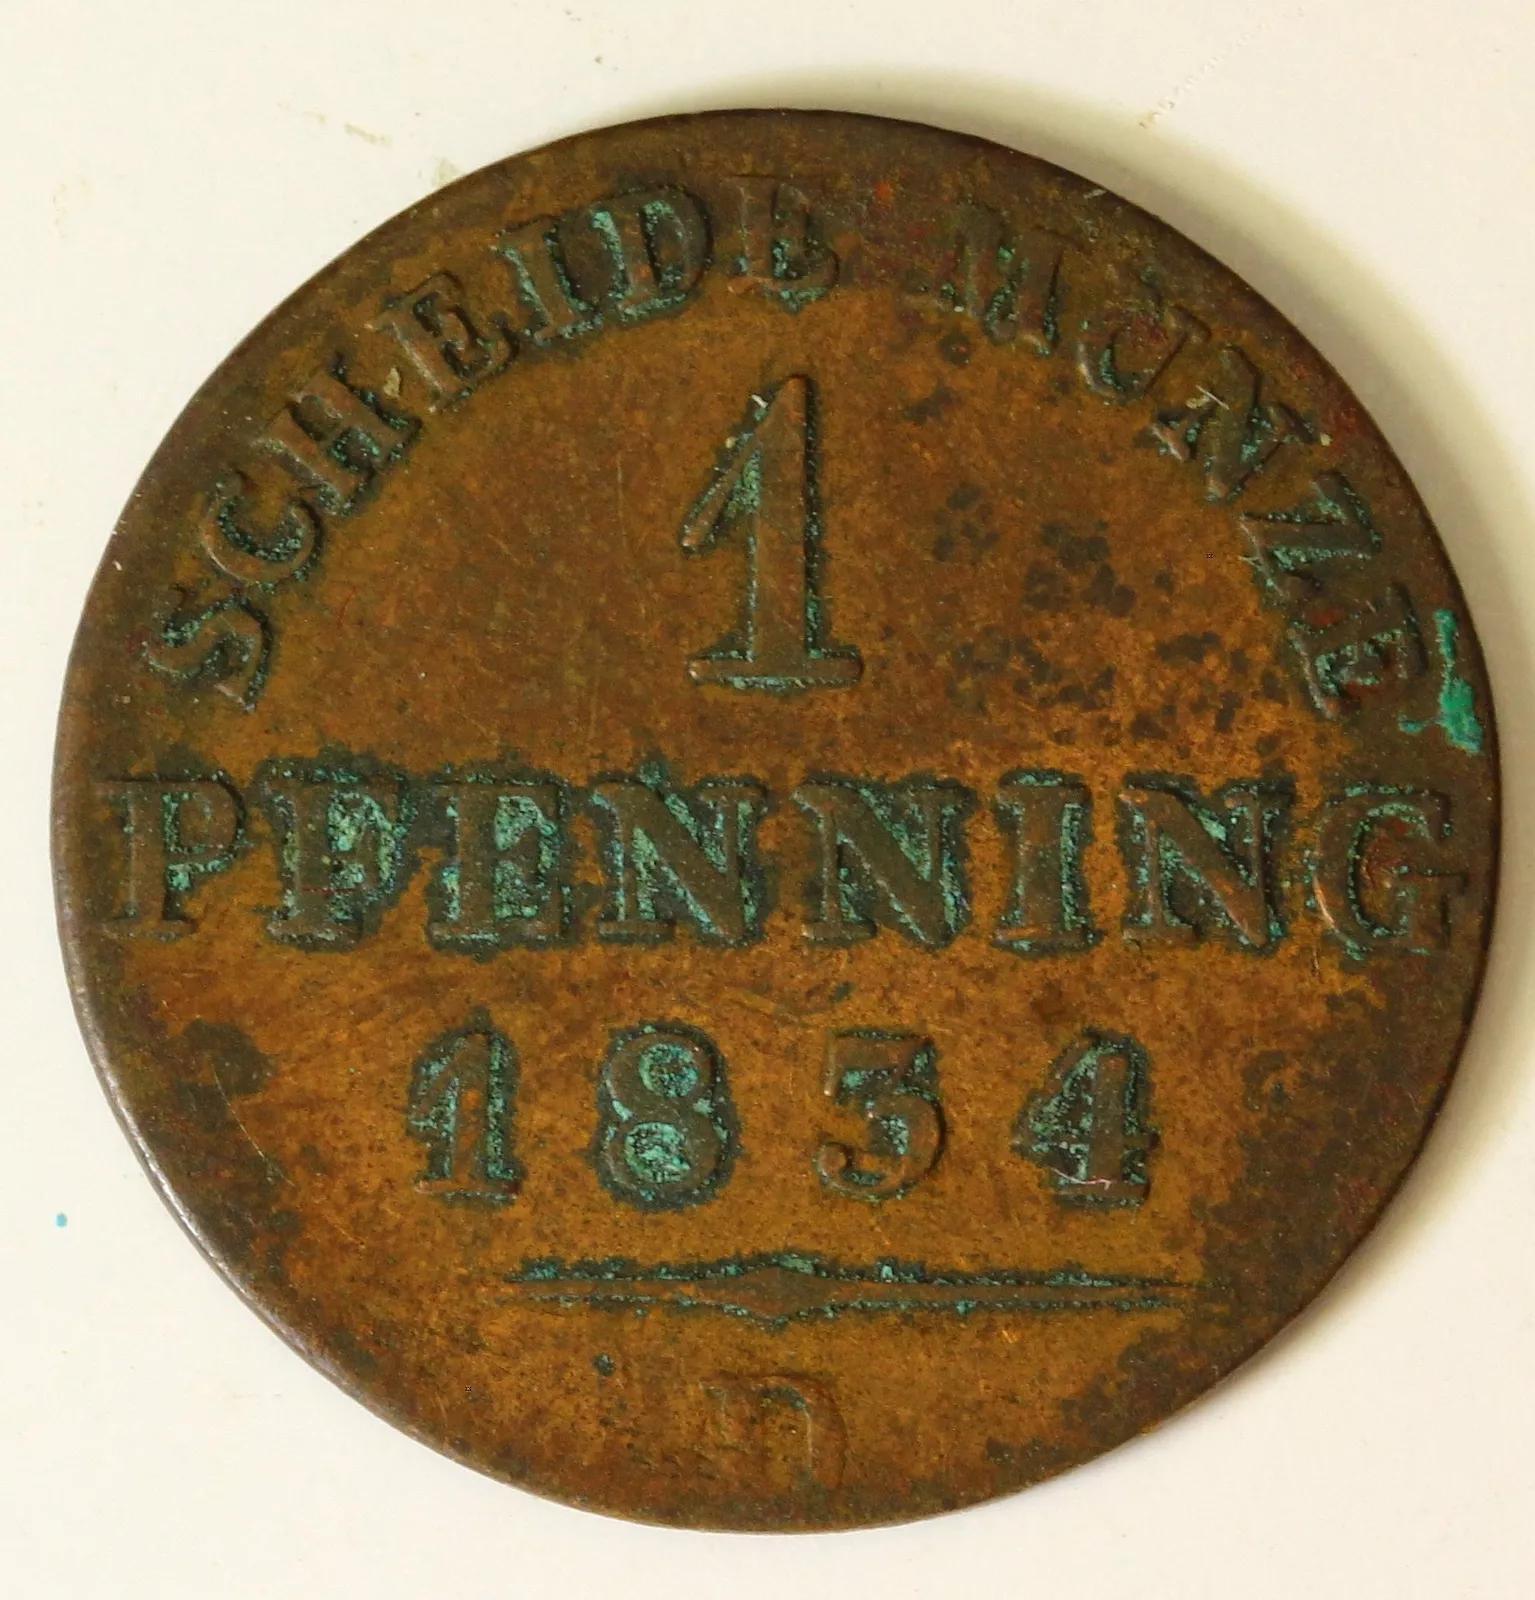 SCHEIDE MÜNZE
1
PFENNING
1834
D